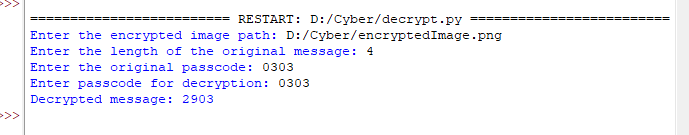 >>>
========================= RESTART: D:/Cyber/decrypt.py =========================
Enter the encrypted image path: D:/Cyber/encryptedImage.png
Enter the length of the original message: 4
Enter the original passcode: 0303
Enter passcode for decryption: 0303
Decrypted message: 2903
>>>